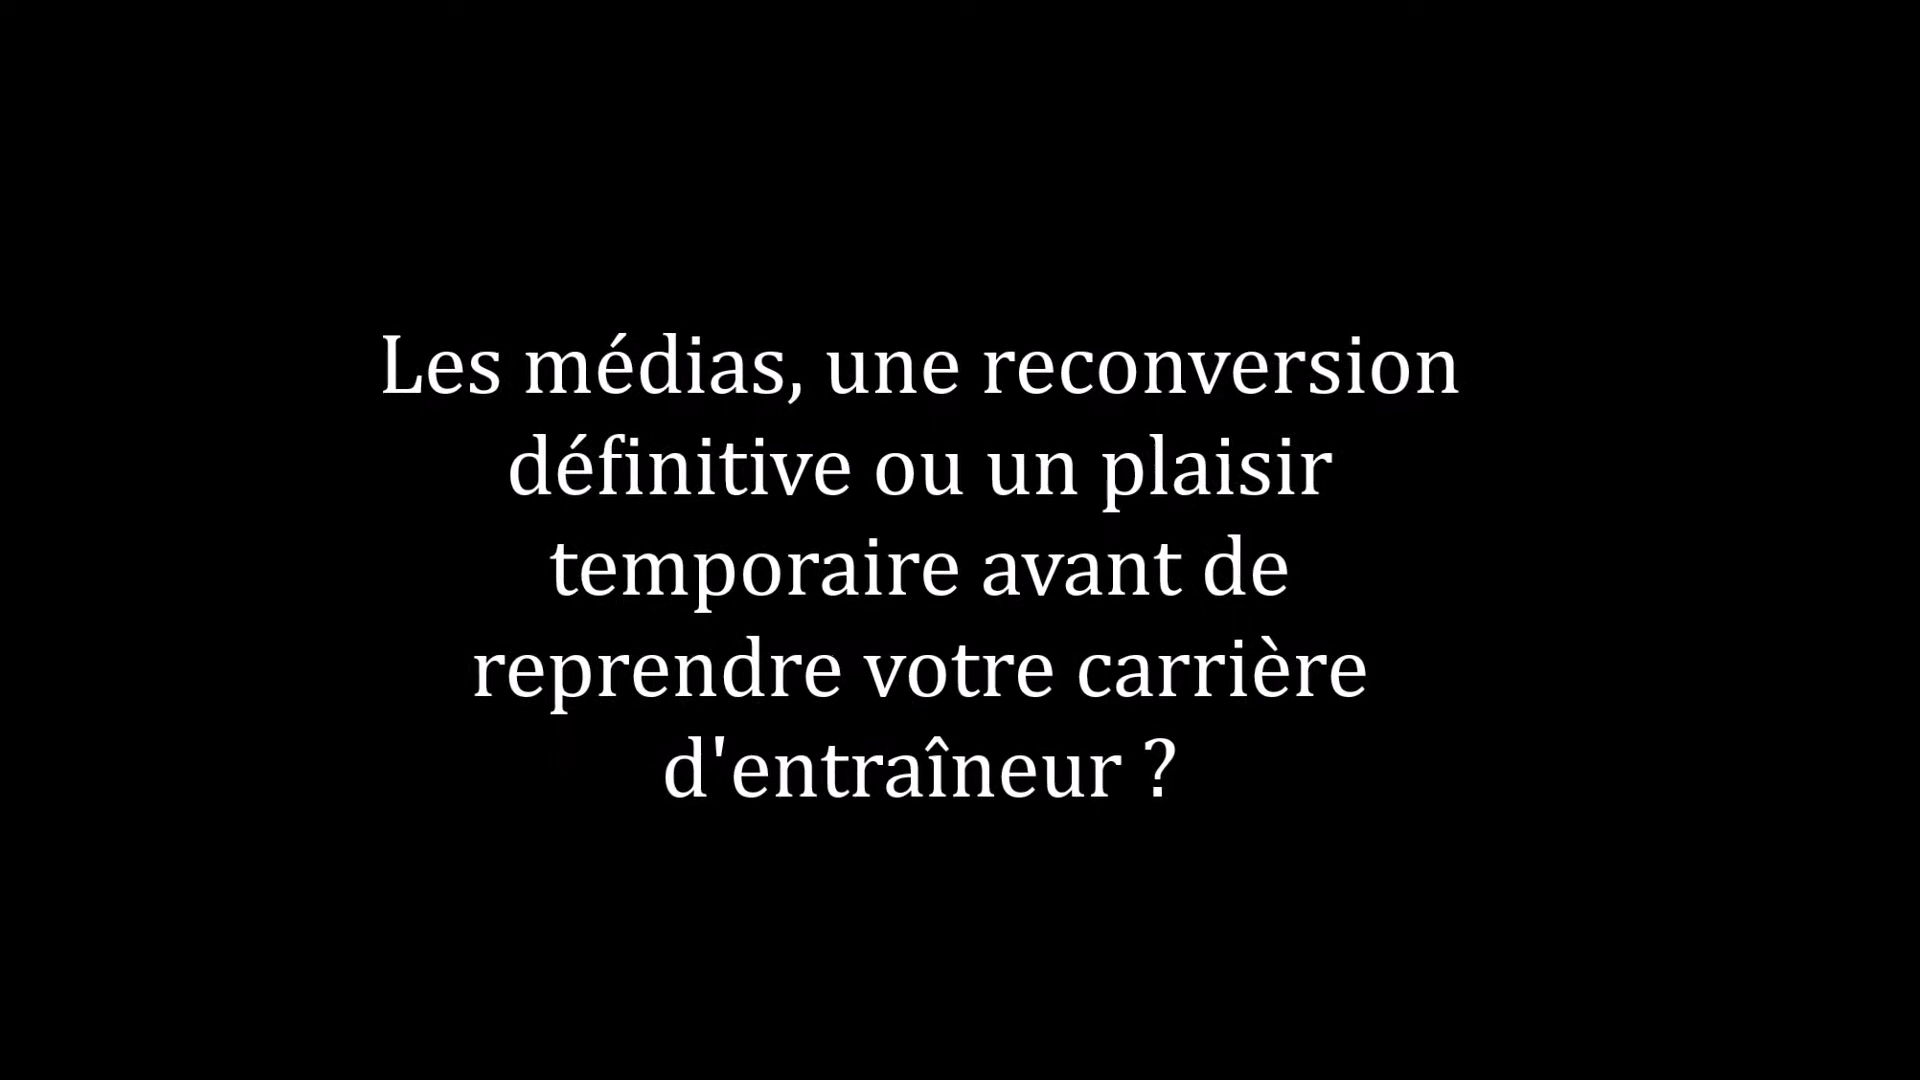 Les médias, une reconversion
définitive ou un plaisir
temporaire avant de
reprendre votre carrière
d'entraîneur ?